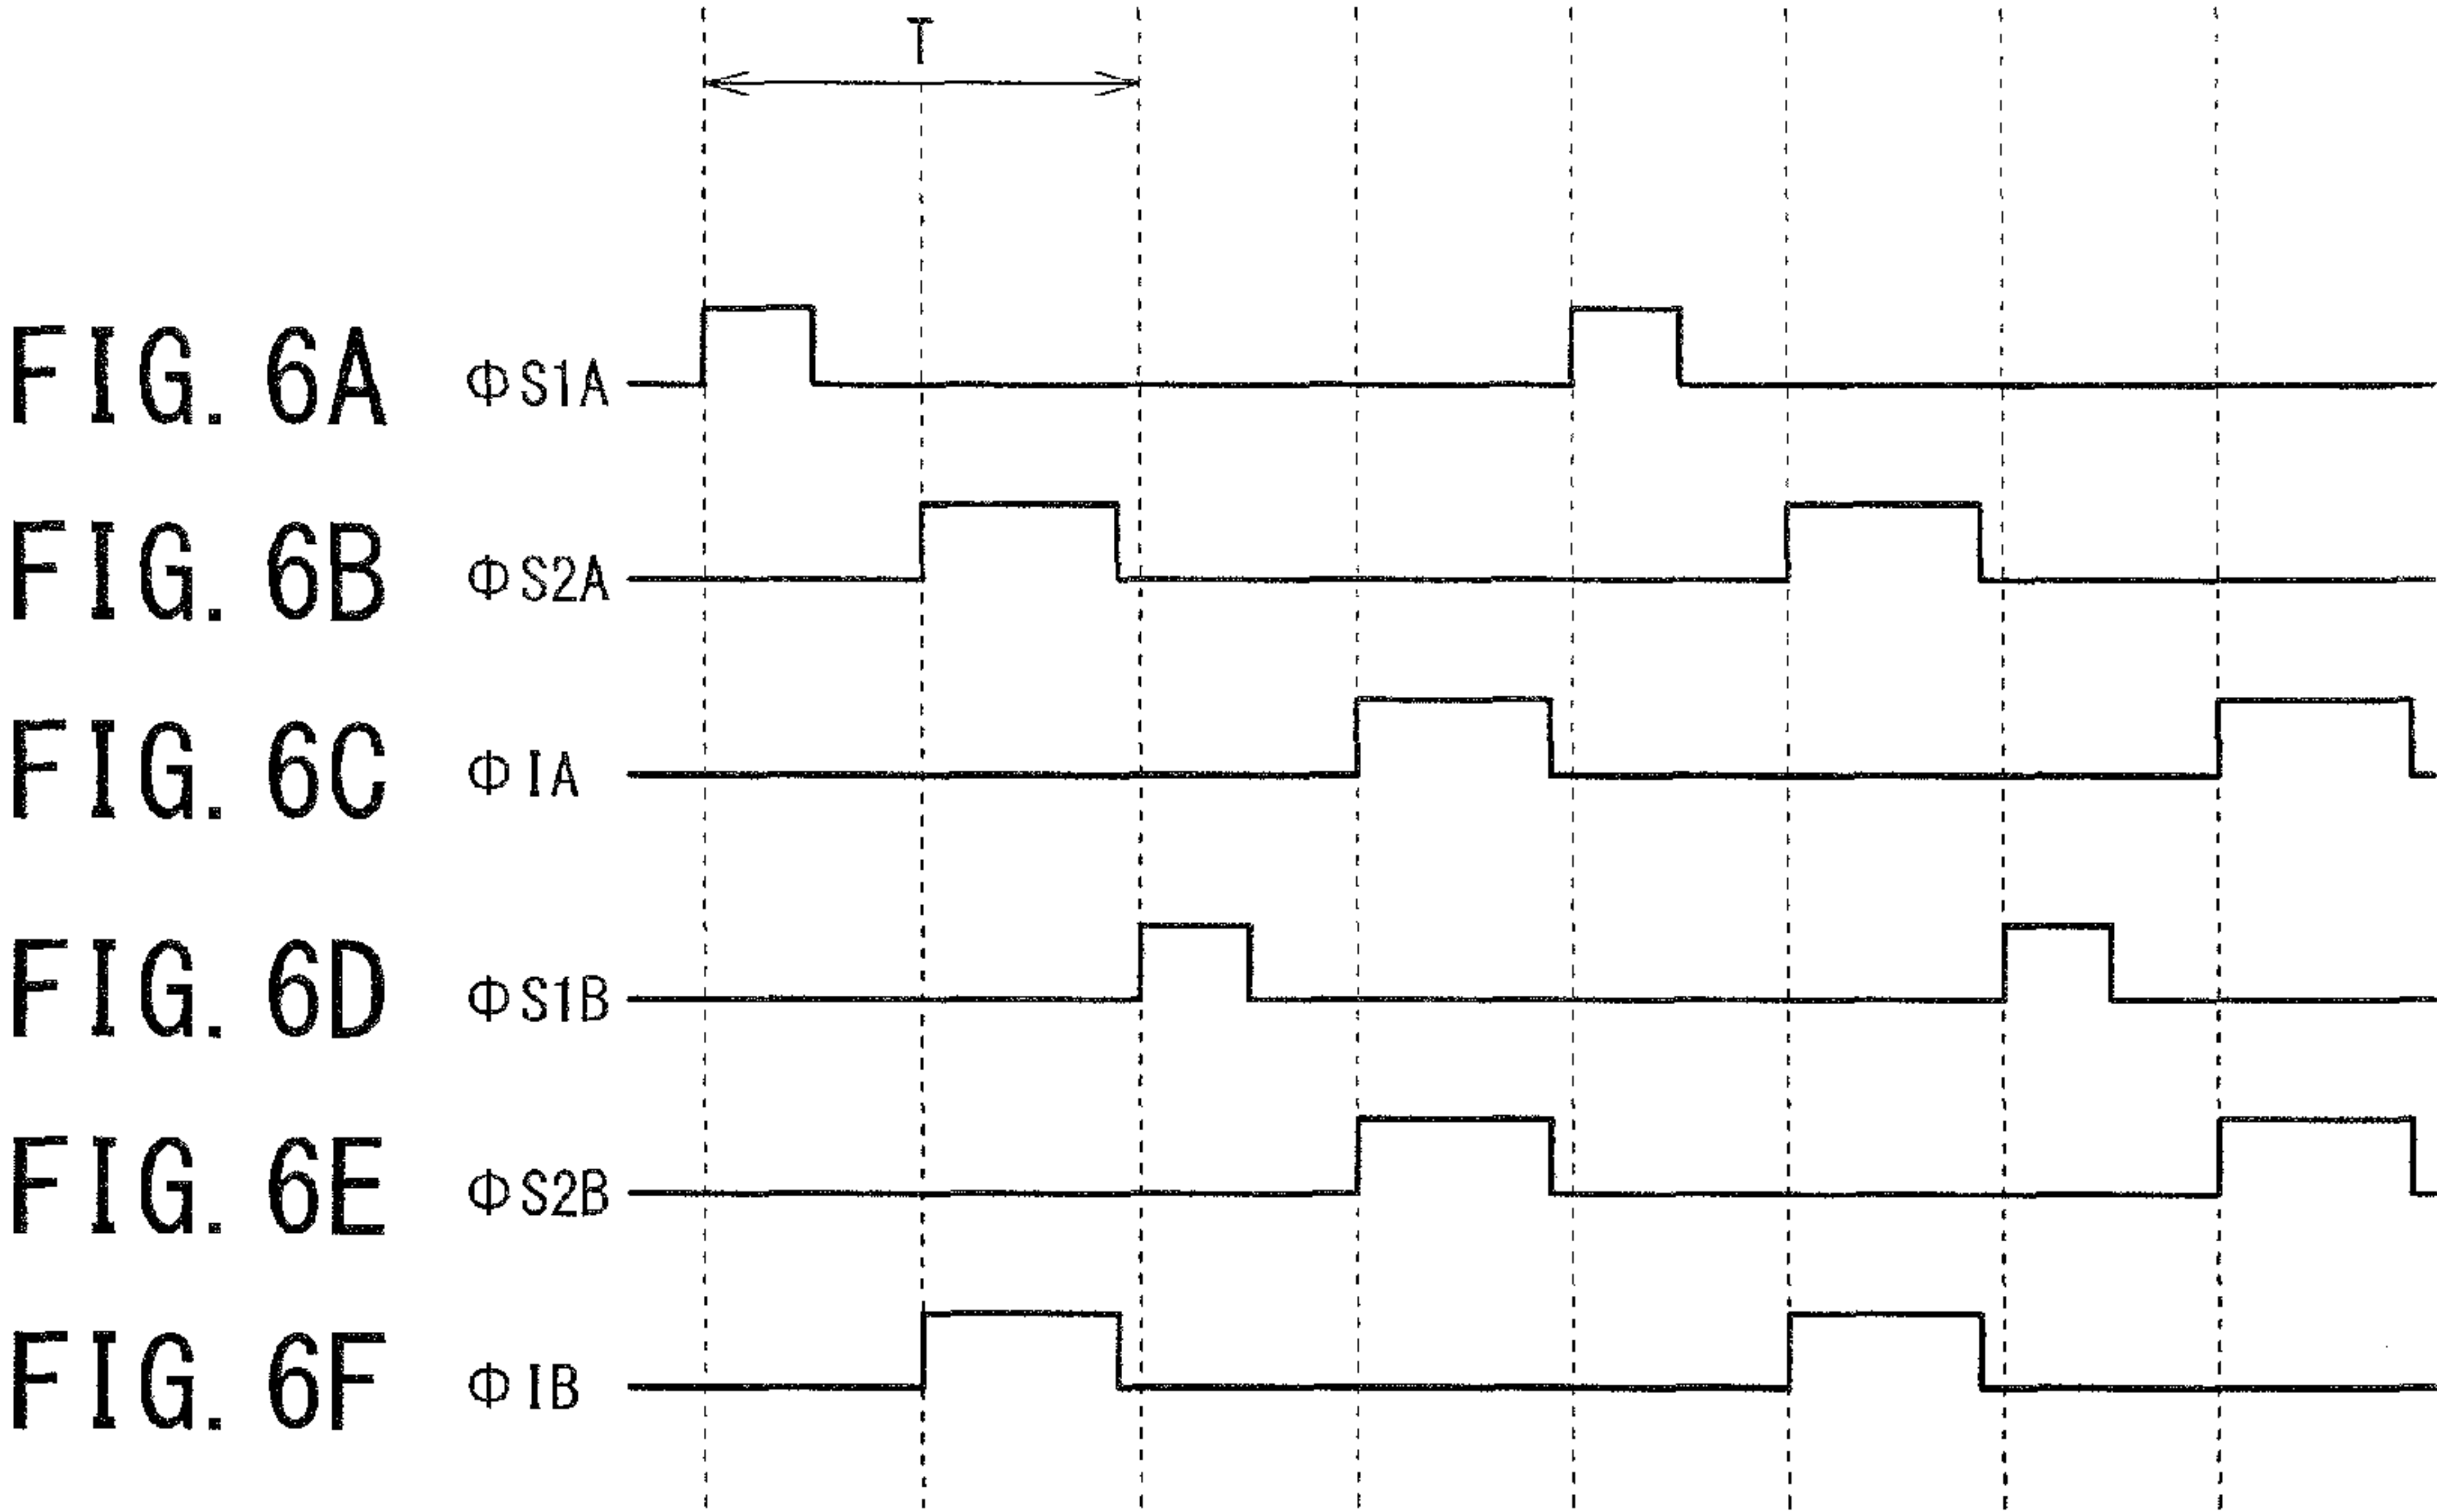 T
FIG. 6A ΦS1A
FIG. 6B ΦS2A
FIG. 6C ΦIA
FIG. 6D ΦS1B
FIG. 6E ΦS2B
FIG. 6F ΦIB